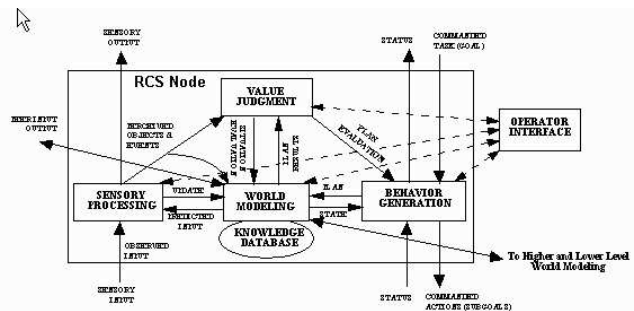 SENSORY
OUTPUT
STATUS
COMMANDED
TASK (GOAL)
RCS Node
VALUE
JUDGMENT
OPERATOR
INTERFACE
PERCEIVED
OBJECTS &
EVENTS
PLAN
RESULTS
PLAN
EVALUATION
OUTPUT
SENSORY
PROCESSING
UPDATE
PREDICTED
INPUT
WORLD
MODELING
PLAN
STATE
BEHAVIOR
GENERATION
KNOWLEDGE
DATABASE
OBSERVED
INPUT
To Higher and Lower Level
World Modeling
SENSORY
INPUT
STATUS
COMMANDED
ACTIONS (SUBGOALS)